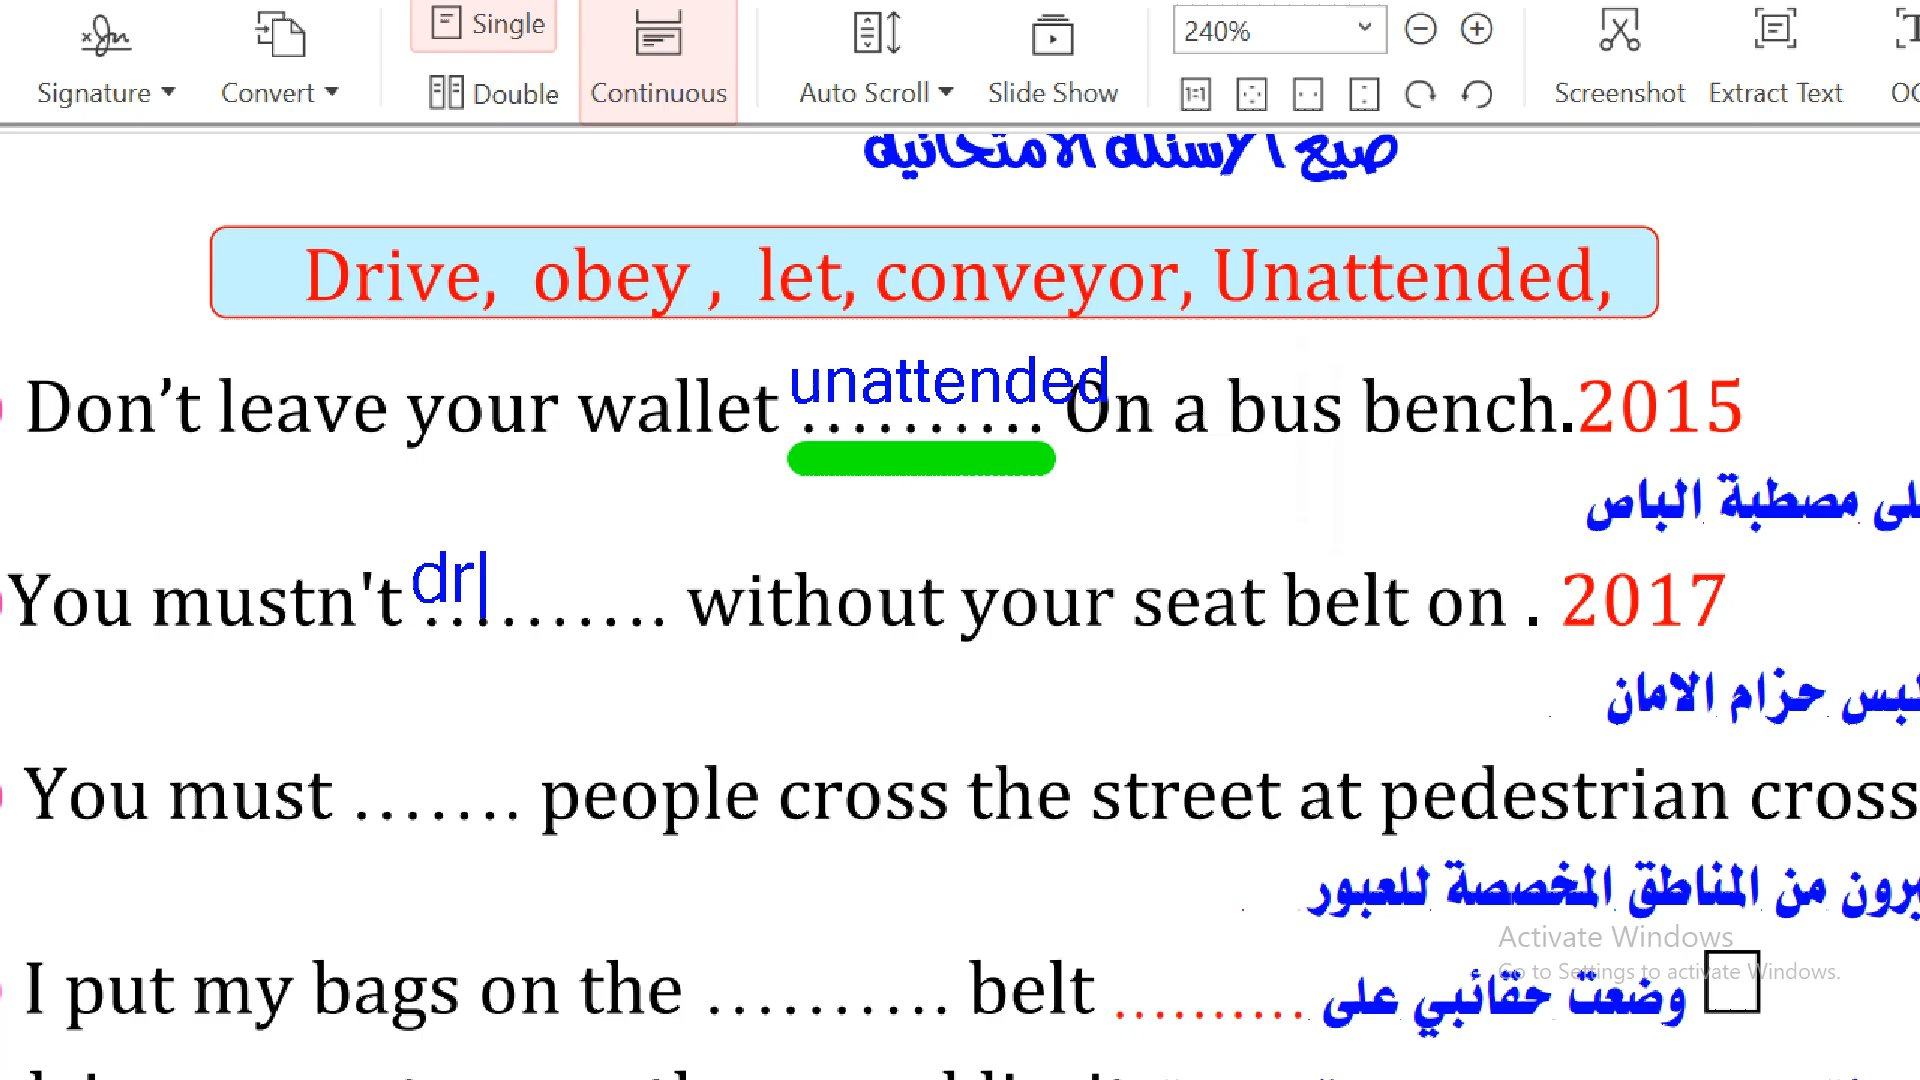 Single
240%
Signature Convert Double Continuous Auto Scroll Slide Show Screenshot Extract Text
صيغ الاسئلة الامتحانية
Drive, obey , let, conveyor, Unattended,
unattended
Don’t leave your wallet .......... On a bus bench.2015
مصطبة الباص
dr
You mustn't .......... without your seat belt on . 2017
حزام الامان
You must ....... people cross the street at pedestrian cross
من المناطق المخصصة للعبور
Activate Windows
Go to Settings to activate Windows.
I put my bags on the .......... belt .......... وضعت حقائبي على